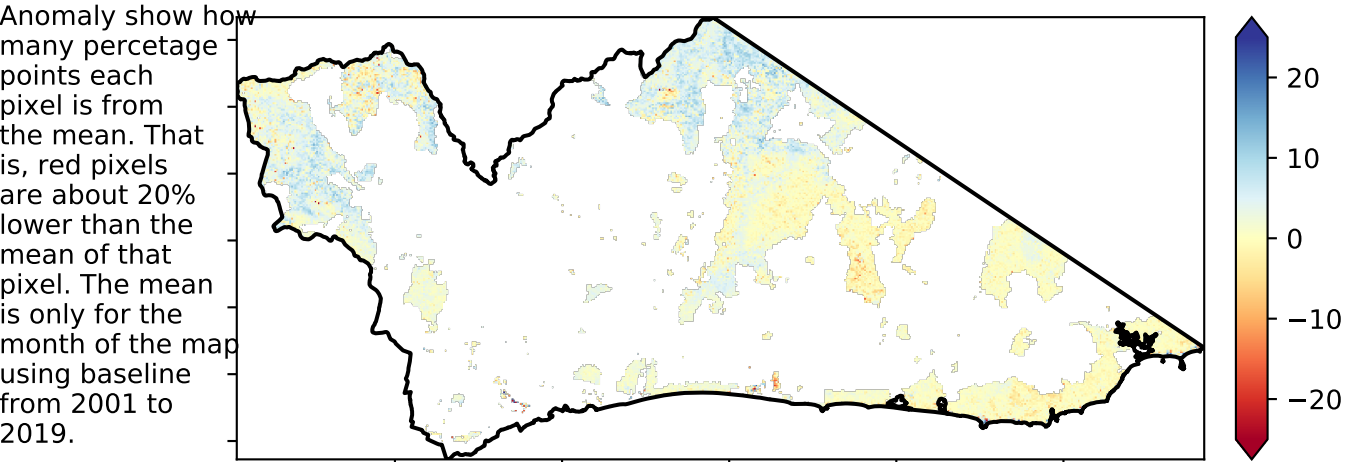 Anomaly show how
many percetage
points each
pixel is from
the mean. That
is, red pixels
are about 20%
lower than the
mean of that
pixel. The mean
is only for the
month of the map
using baseline
from 2001 to
2019.
20
10
0
−10
−20